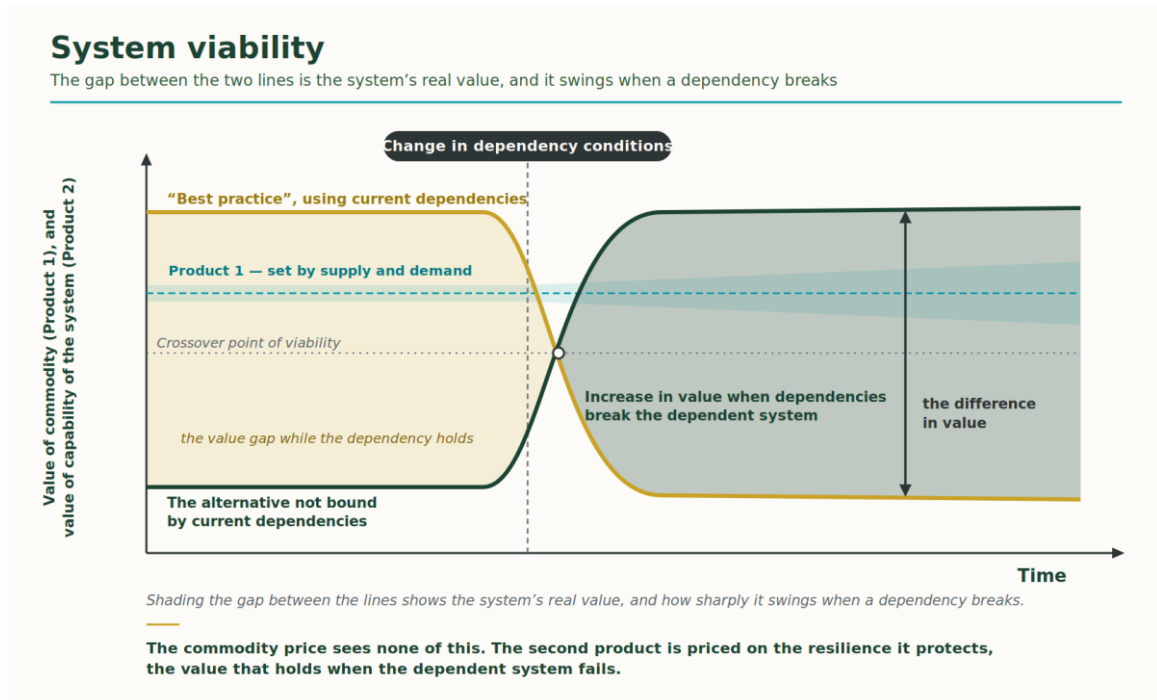 System viability
The gap between the two lines is the system’s real value, and it swings when a dependency breaks
Change in dependency conditions
Value of commodity (Product 1), and
value of capability of the system (Product 2)
“Best practice”, using current dependencies
Product 1 — set by supply and demand
Crossover point of viability
Increase in value when dependencies
break the dependent system
the difference
in value
the value gap while the dependency holds
The alternative not bound
by current dependencies
Time
Shading the gap between the lines shows the system’s real value, and how sharply it swings when a dependency breaks.
The commodity price sees none of this. The second product is priced on the resilience it protects,
the value that holds when the dependent system fails.